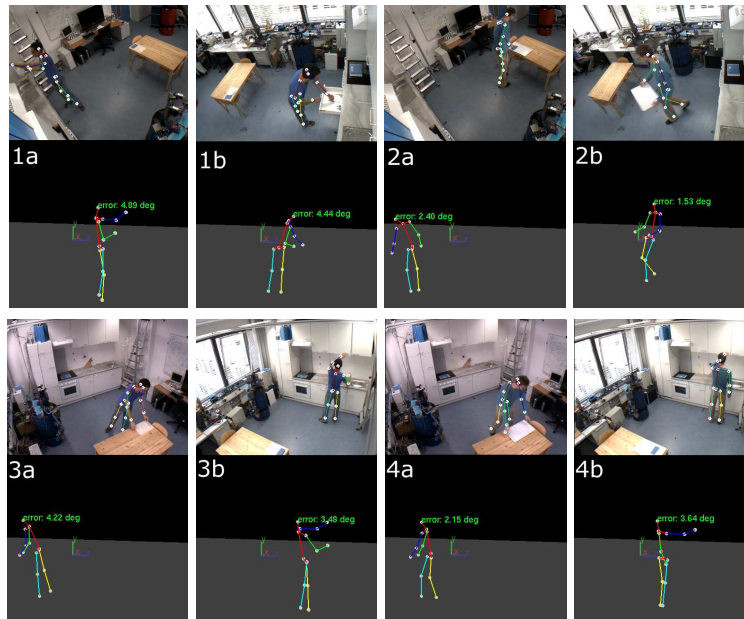 1a
error: 4.89 deg
1b
error: 4.44 deg
2a
error: 2.40 deg
2b
error: 1.53 deg
3a
error: 4.22 deg
3b
error: 3.48 deg
4a
error: 2.15 deg
4b
error: 3.64 deg